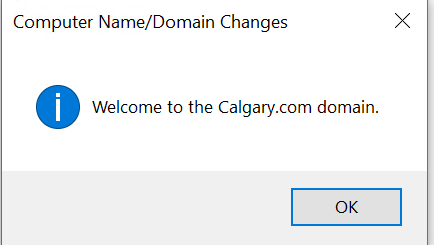 Computer Name/Domain Changes
Welcome to the Calgary.com domain.
OK